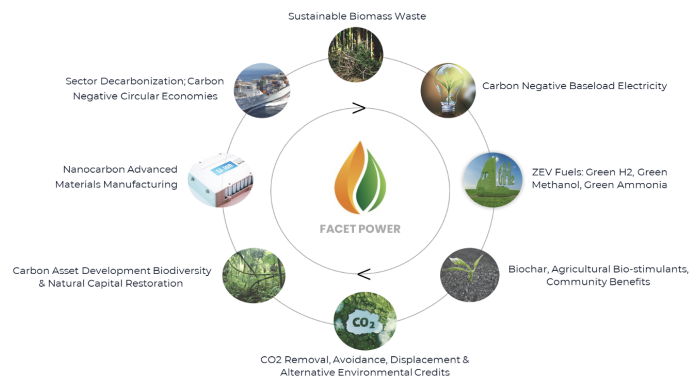 Sustainable Biomass Waste
Carbon Negative Baseload Electricity
ZEV Fuels: Green H2, Green
Methanol, Green Ammonia
Biochar, Agricultural Bio-stimulants,
Community Benefits
CO2 Removal, Avoidance, Displacement &
Alternative Environmental Credits
Carbon Asset Development Biodiversity
& Natural Capital Restoration
Nanocarbon Advanced
Materials Manufacturing
Sector Decarbonization; Carbon
Negative Circular Economies
FACET POWER
CO2